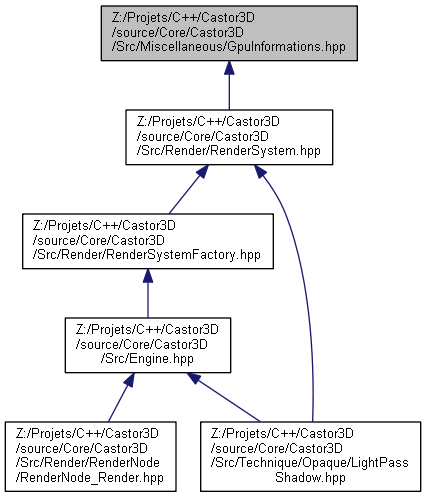 Z:/Projets/C++/Castor3D
/source/Core/Castor3D
/Src/Miscellaneous/GpuInformations.hpp
Z:/Projets/C++/Castor3D
/source/Core/Castor3D
/Src/Render/RenderSystem.hpp
Z:/Projets/C++/Castor3D
/source/Core/Castor3D
/Src/Render/RenderSystemFactory.hpp
Z:/Projets/C++/Castor3D
/source/Core/Castor3D
/Src/Engine.hpp
Z:/Projets/C++/Castor3D
/source/Core/Castor3D
/Src/Render/RenderNode
/RenderNode_Render.hpp
Z:/Projets/C++/Castor3D
/source/Core/Castor3D
/Src/Technique/Opaque/LightPass
Shadow.hpp